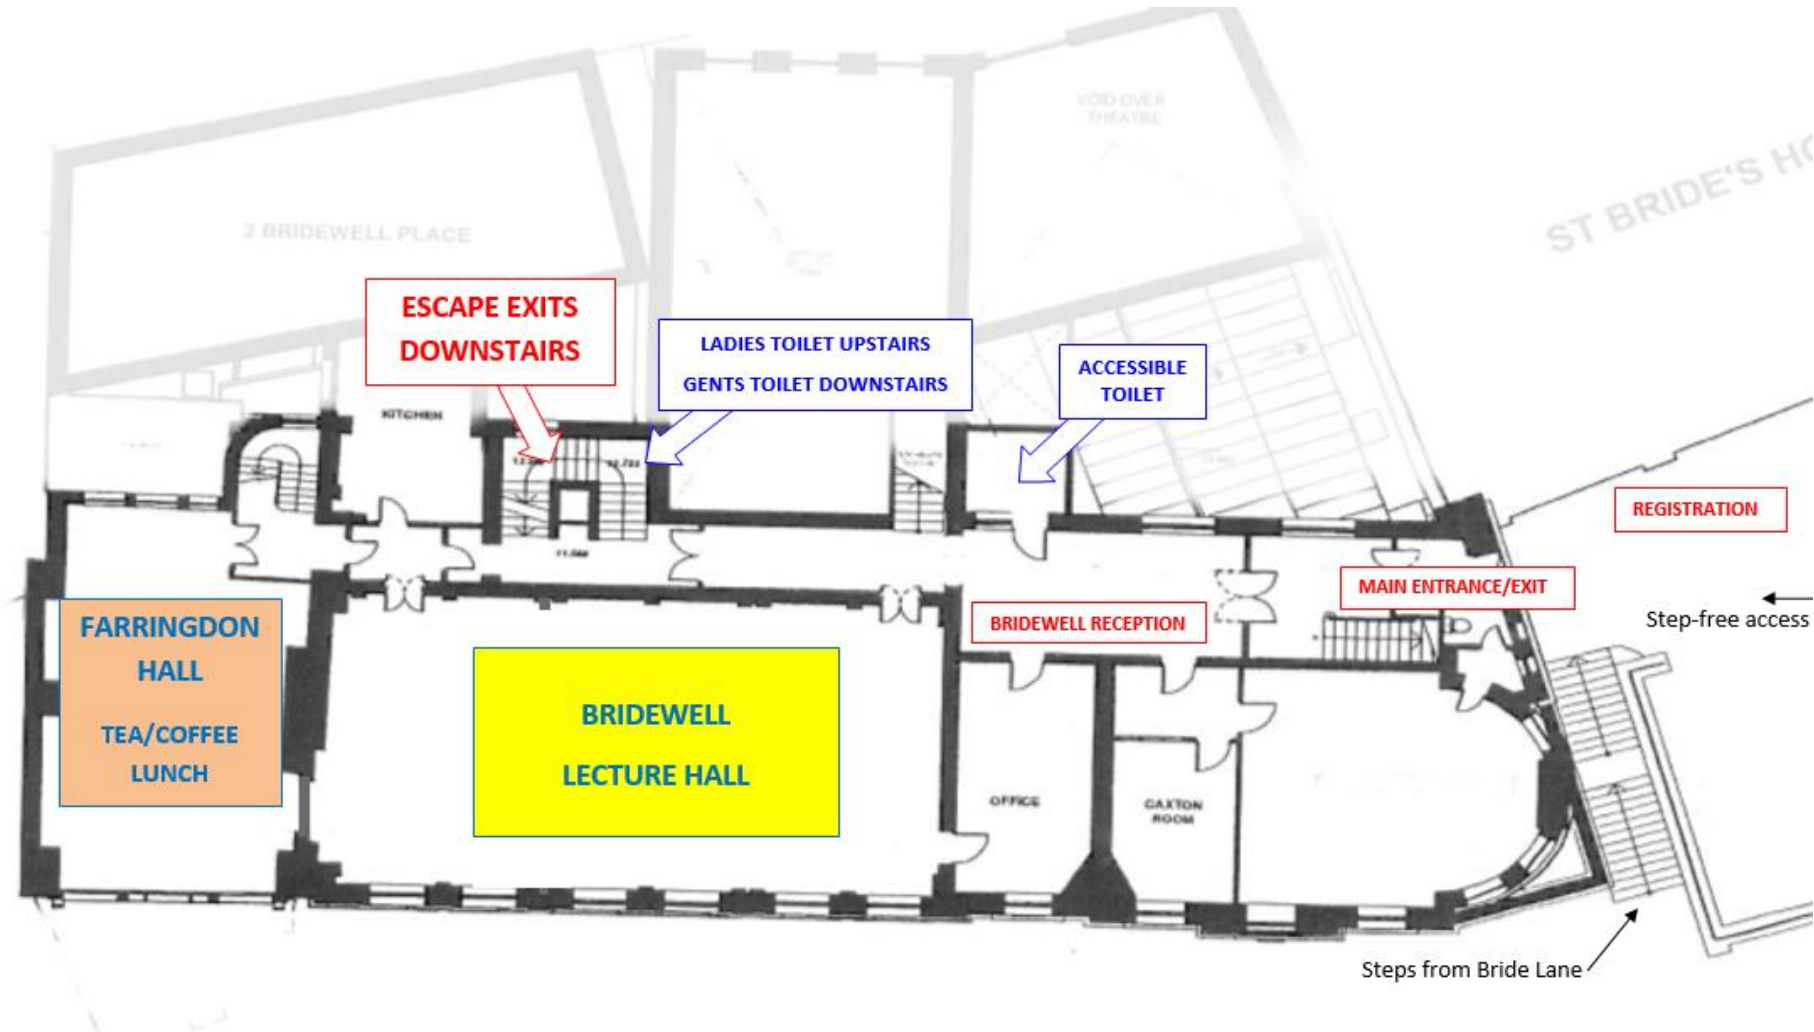 VOID OVER
THEATRE
ST BRIDE'S HO
2 BRIDEWELL PLACE
ESCAPE EXITS
DOWNSTAIRS
LADIES TOILET UPSTAIRS
GENTS TOILET DOWNSTAIRS
ACCESSIBLE
TOILET
KITCHEN
REGISTRATION
MAIN ENTRANCE/EXIT
Step-free access
BRIDEWELL RECEPTION
FARRINGDON
HALL
TEA/COFFEE
LUNCH
BRIDEWELL
LECTURE HALL
OFFICE
CAXTON
ROOM
Steps from Bride Lane